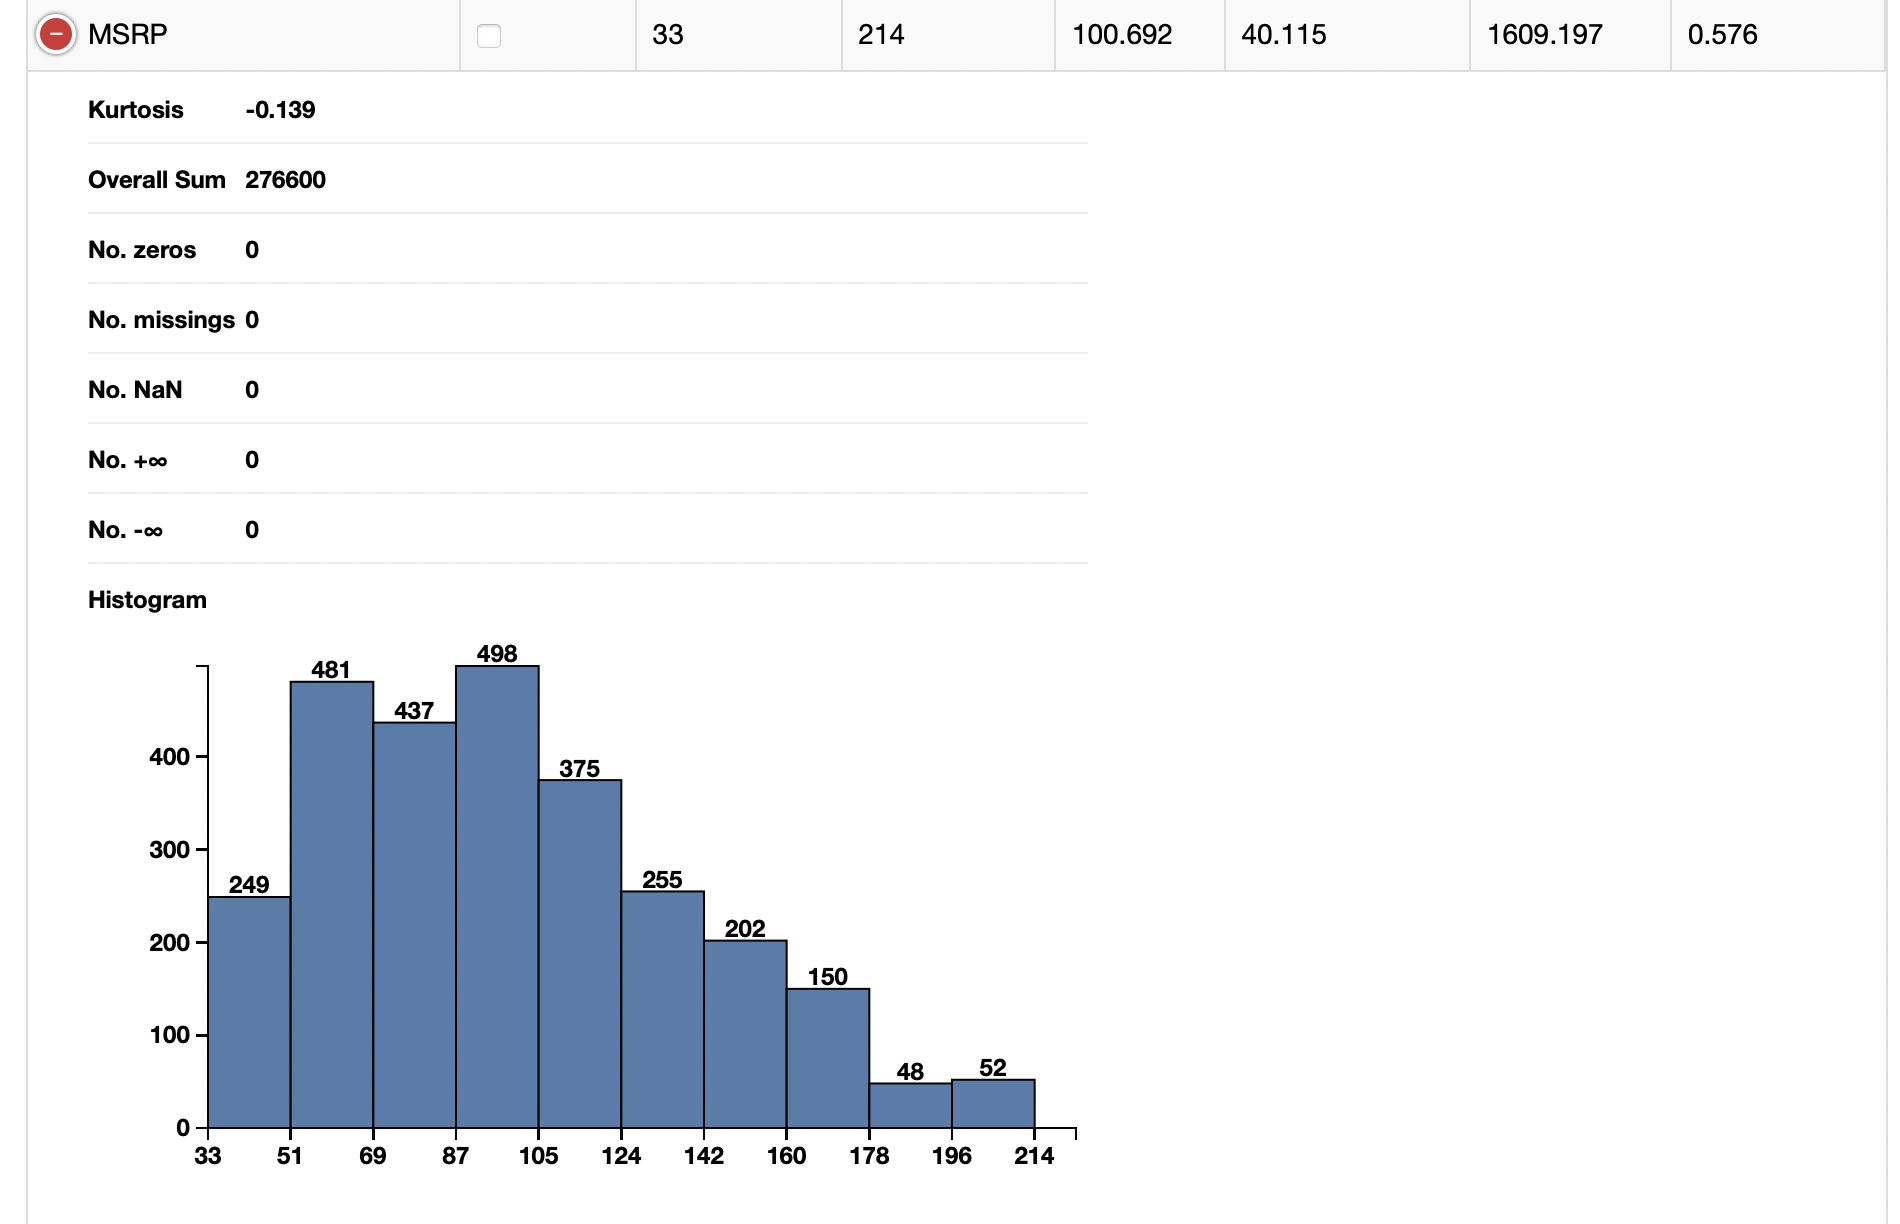 MSRP 33 214 100.692 40.115 1609.197 0.576
Kurtosis -0.139
Overall Sum 276600
No. zeros 0
No. missings 0
No. NaN 0
No. +∞ 0
No. -∞ 0
Histogram
498
481
437
400
375
300
249
255
200
202
150
100
48
52
0
33 51 69 87 105 124 142 160 178 196 214